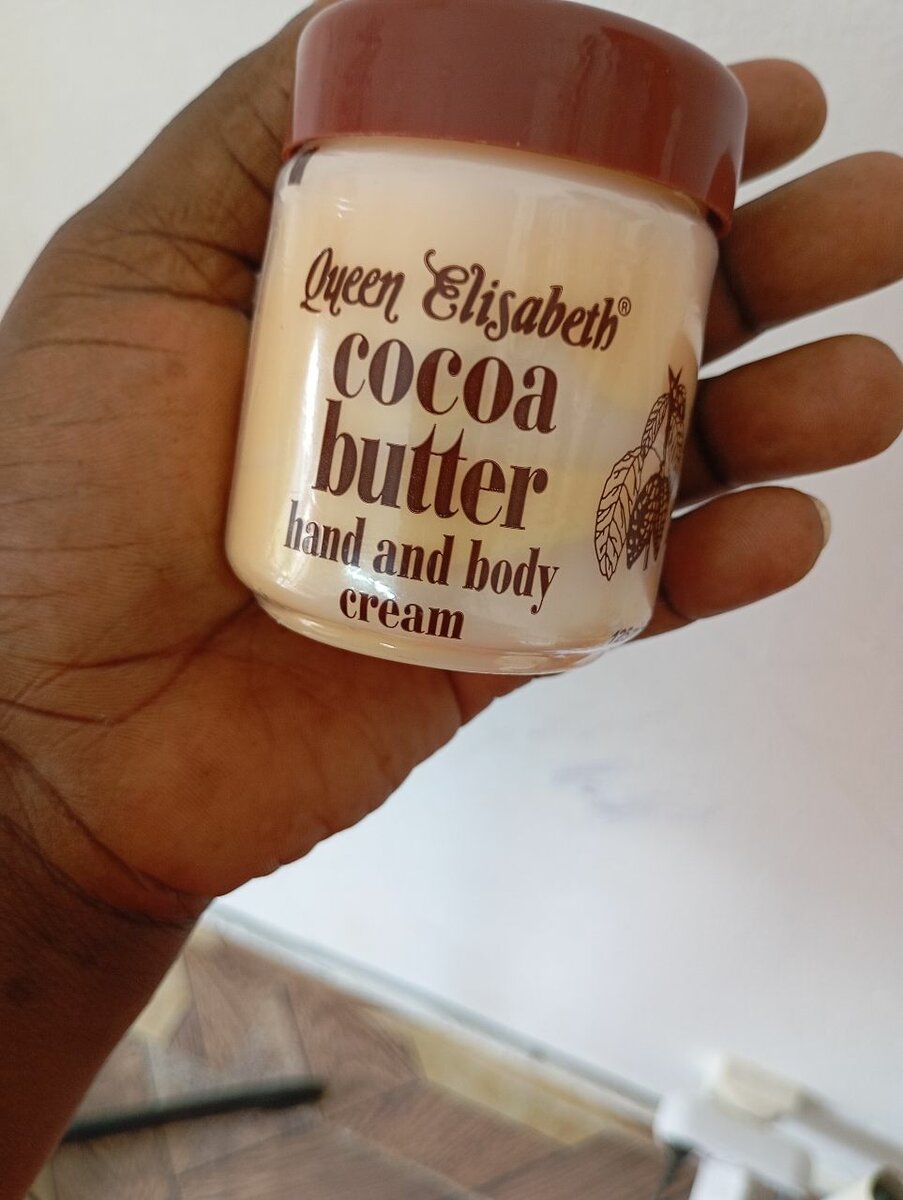 Queen Elisabeth®
cocoa
butter
hand and body
cream